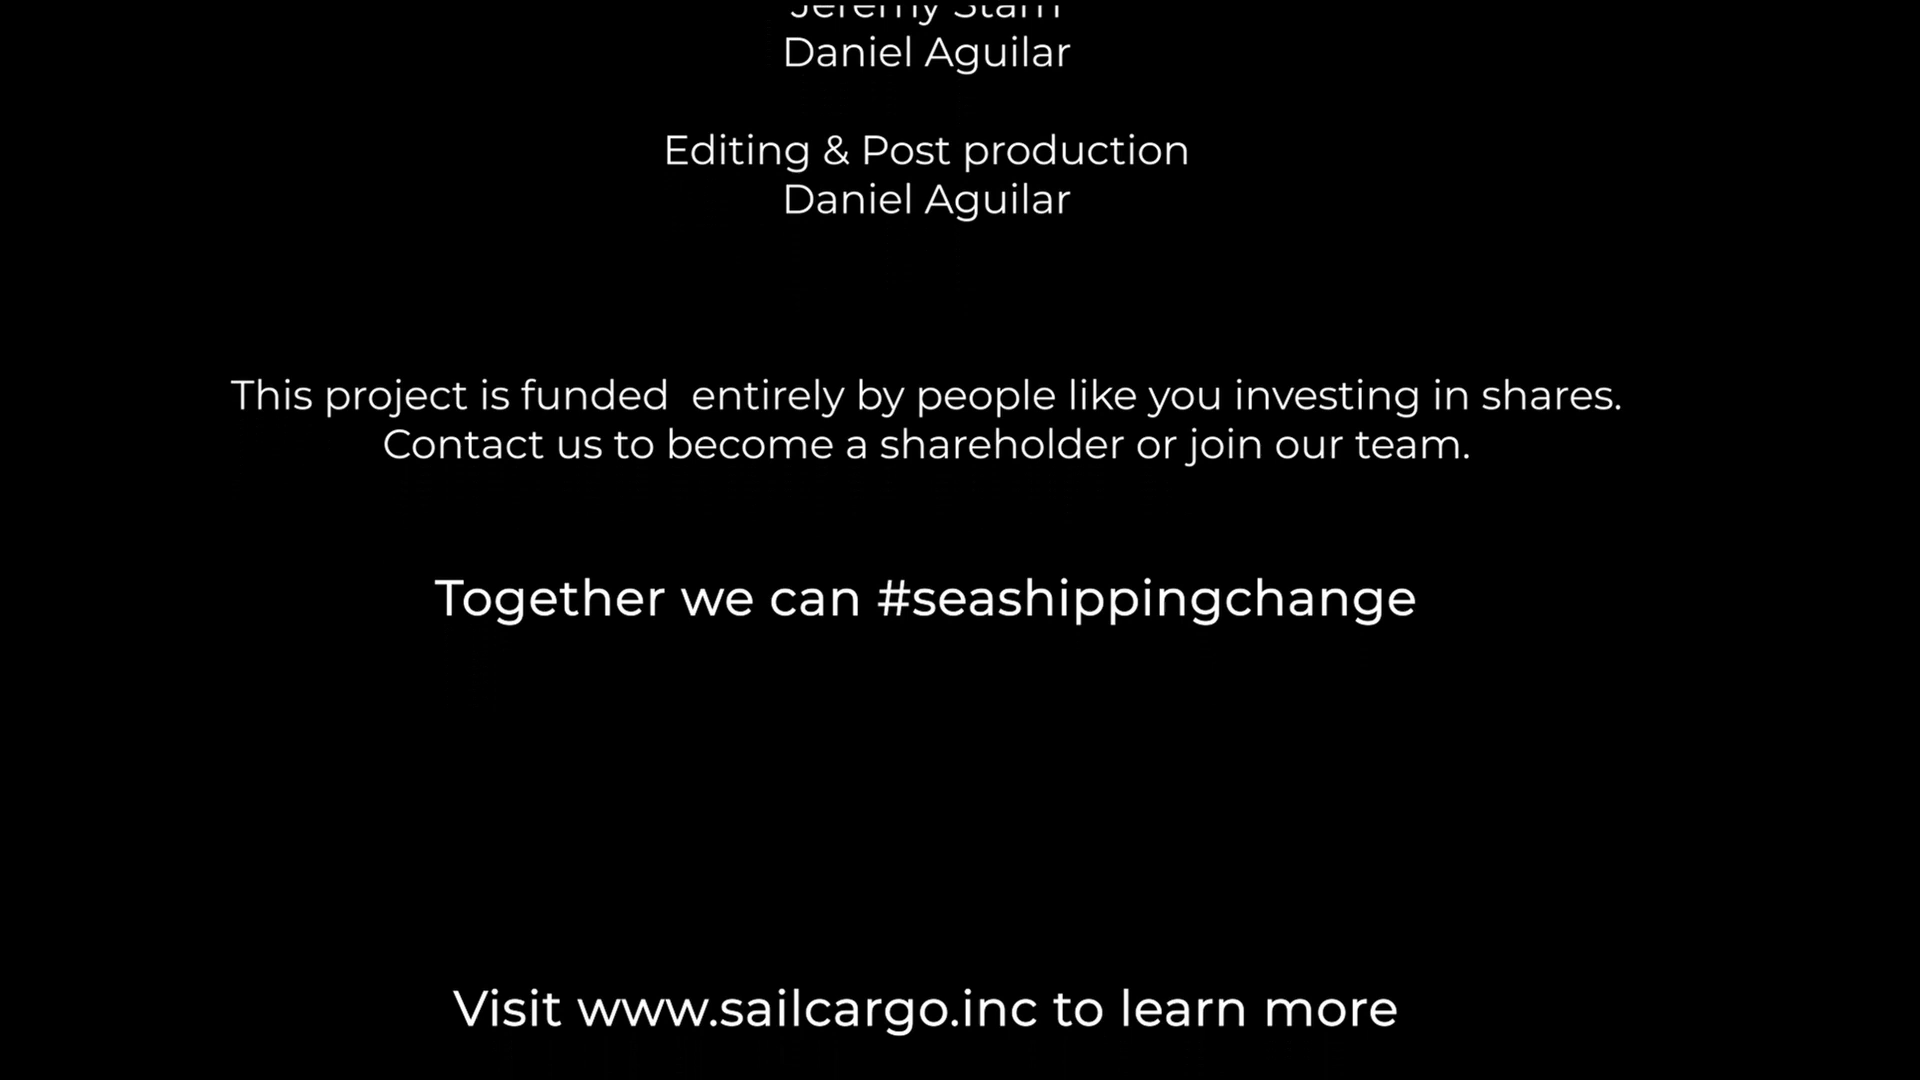 Jeremy Starn
Daniel Aguilar
Editing & Post production
Daniel Aguilar
This project is funded  entirely by people like you investing in shares.
Contact us to become a shareholder or join our team.
Together we can #seashippingchange
Visit www.sailcargo.inc to learn more